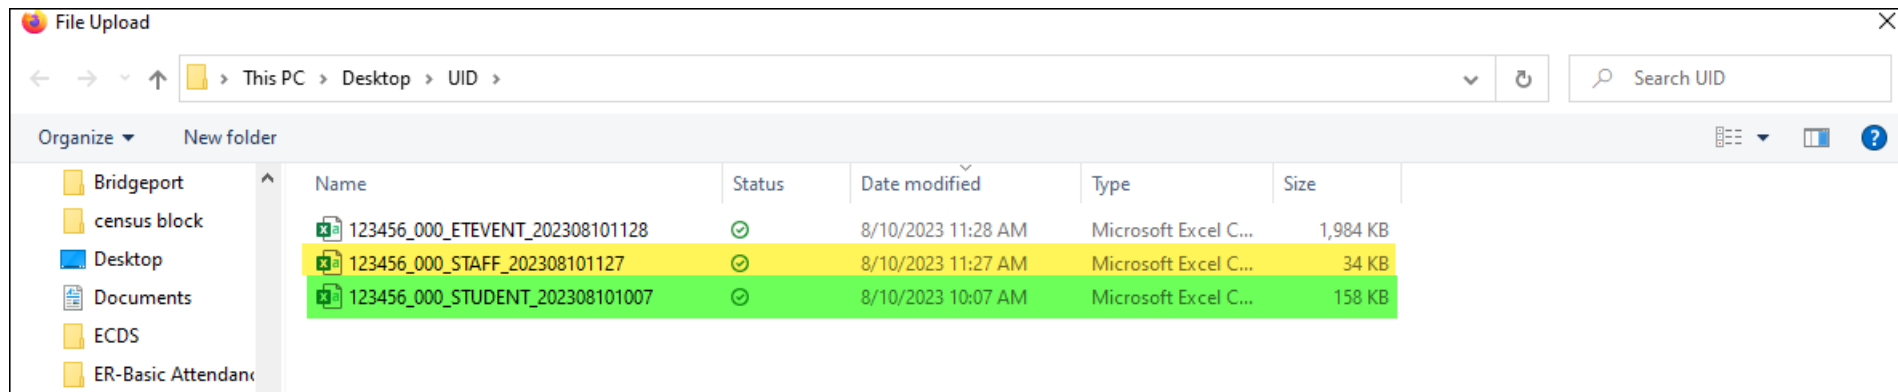 File Upload
This PC > Desktop > UID >
Search UID
Organize
New folder
Bridgeport
census block
Desktop
Documents
ECDS
ER-Basic Attendanc
Name Status Date modified Type Size
123456_000_ETEVENT_202308101128 8/10/2023 11:28 AM Microsoft Excel C... 1,984 KB
123456_000_STAFF_202308101127 8/10/2023 11:27 AM Microsoft Excel C... 34 KB
123456_000_STUDENT_202308101007 8/10/2023 10:07 AM Microsoft Excel C... 158 KB